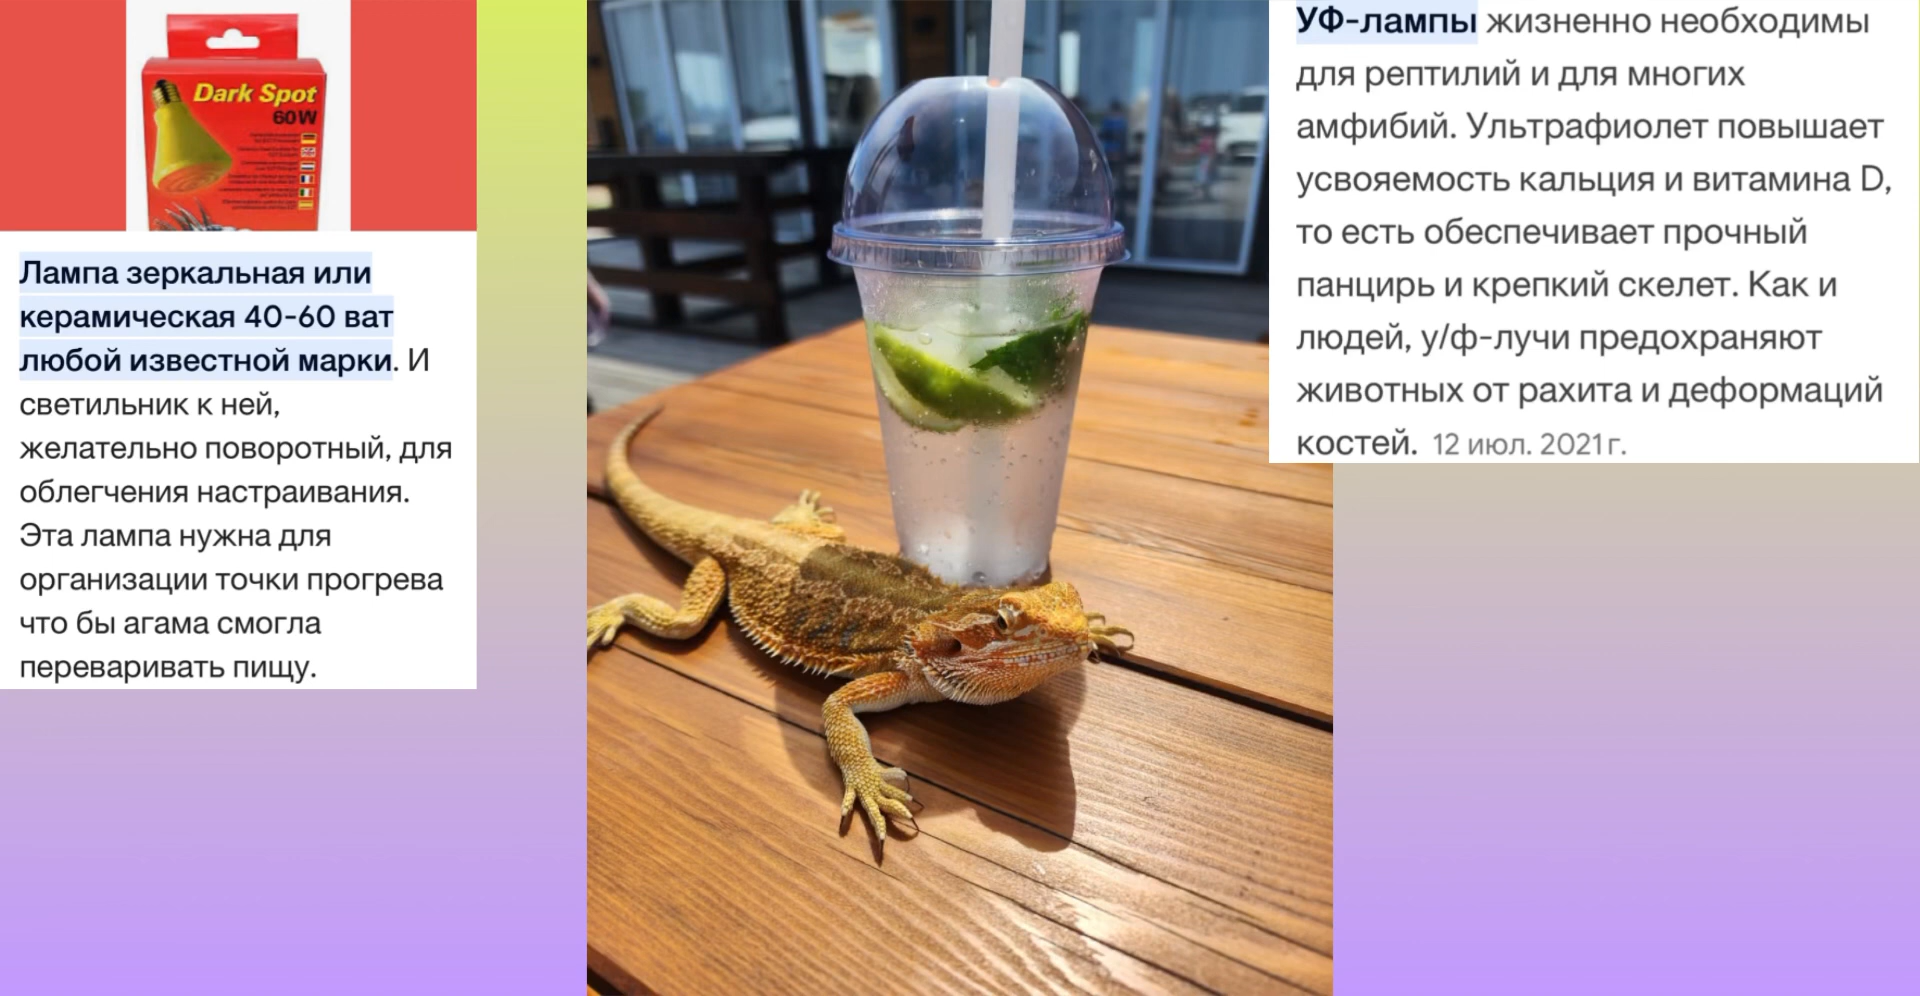 Dark Spot
60W
Лампа зеркальная или
керамическая 40-60 ват
любой известной марки. И
светильник к ней,
желательно поворотный, для
облегчения настраивания.
Эта лампа нужна для
организации точки прогрева
что бы агама смогла
переваривать пищу.
УФ-лампы жизненно необходимы
для рептилий и для многих
амфибий. Ультрафиолет повышает
усвояемость кальция и витамина D,
то есть обеспечивает прочный
панцирь и крепкий скелет. Как и
людей, у/ф-лучи предохраняют
животных от рахита и деформаций
костей. 12 июл. 2021 г.